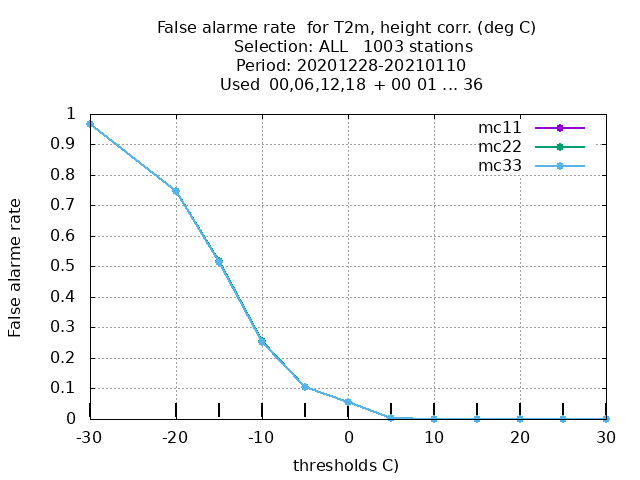 False alarme rate  for T2m, height corr. (deg C)
Selection: ALL   1003 stations
Period: 20201228-20210110
Used  00,06,12,18  + 00 01 ... 36
mc11
mc22
mc33
False alarme rate
1
0.9
0.8
0.7
0.6
0.5
0.4
0.3
0.2
0.1
0
-30 -20 -10 0 10 20 30
thresholds C)